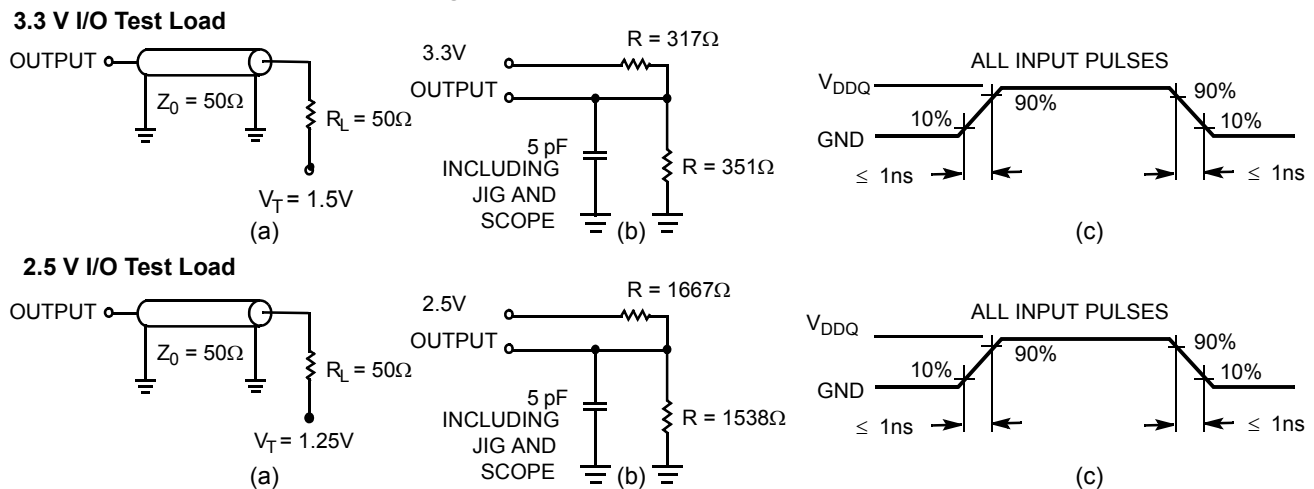 3.3 V I/O Test Load
OUTPUT
Z0 = 50Ω
RL = 50Ω
VT = 1.5V
(a)
3.3V
OUTPUT
R = 317Ω
5 pF
INCLUDING
JIG AND
SCOPE
R = 351Ω
(b)
ALL INPUT PULSES
VDDQ
GND
10%
90%
90%
10%
≤ 1ns
≤ 1ns
(c)
2.5 V I/O Test Load
OUTPUT
Z0 = 50Ω
RL = 50Ω
VT = 1.25V
(a)
2.5V
OUTPUT
R = 1667Ω
5 pF
INCLUDING
JIG AND
SCOPE
R = 1538Ω
(b)
ALL INPUT PULSES
VDDQ
GND
10%
90%
90%
10%
≤ 1ns
≤ 1ns
(c)